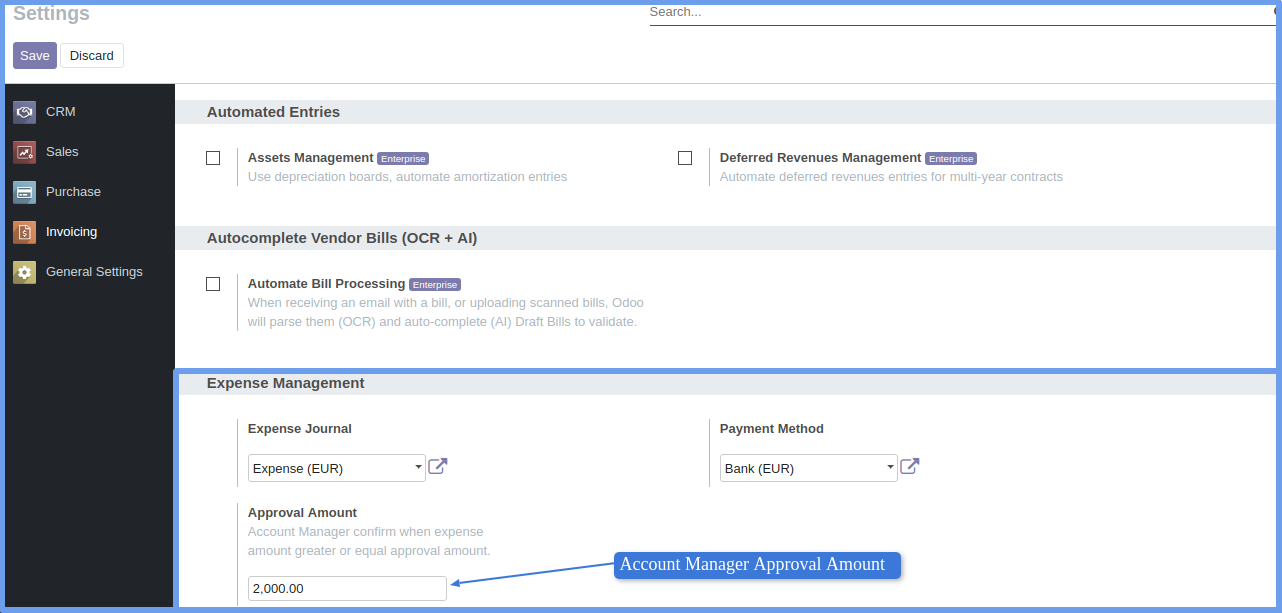 Settings
Search...
Save Discard
CRM
Sales
Purchase
Invoicing
General Settings
Automated Entries
Assets Management Enterprise
Use depreciation boards, automate amortization entries
Deferred Revenues Management Enterprise
Automate deferred revenues entries for multi-year contracts
Autocomplete Vendor Bills (OCR + AI)
Automate Bill Processing Enterprise
When receiving an email with a bill, or uploading scanned bills, Odoo
will parse them (OCR) and auto-complete (AI) Draft Bills to validate.
Expense Management
Expense Journal
Expense (EUR)
Payment Method
Bank (EUR)
Approval Amount
Account Manager confirm when expense
amount greater or equal approval amount.
2,000.00
Account Manager Approval Amount